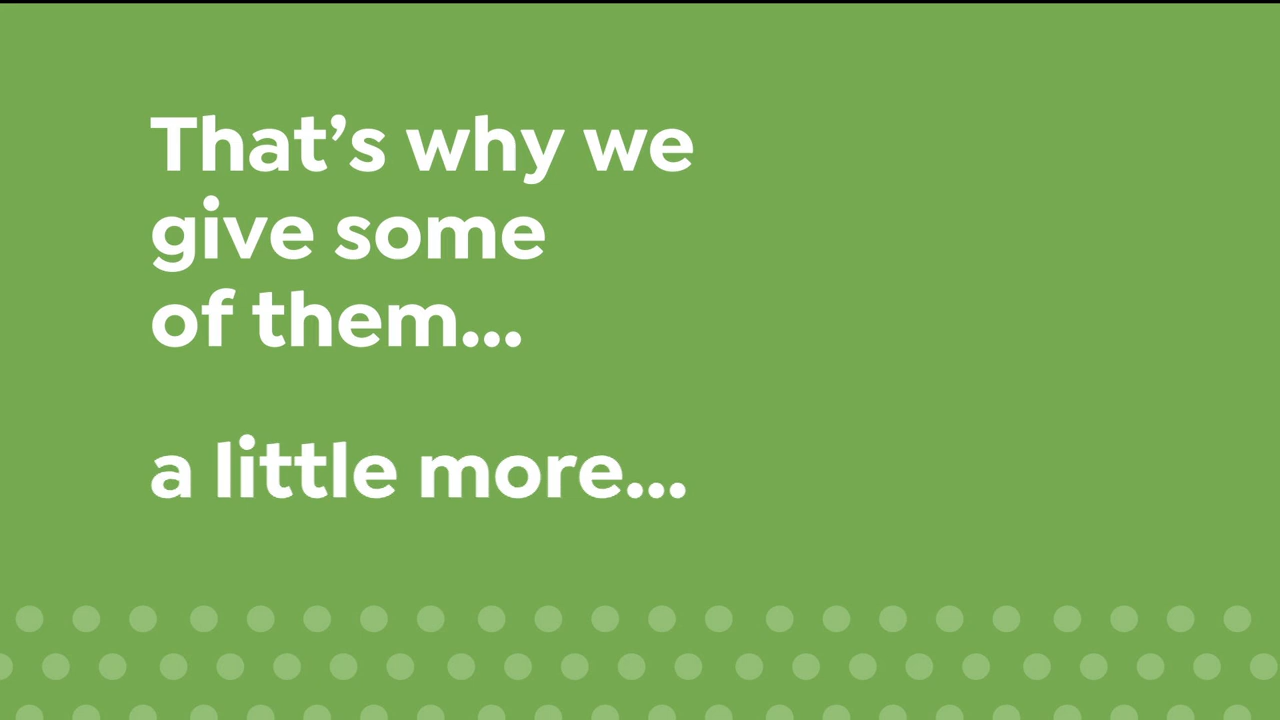 That’s why we
give some
of them...
a little more...